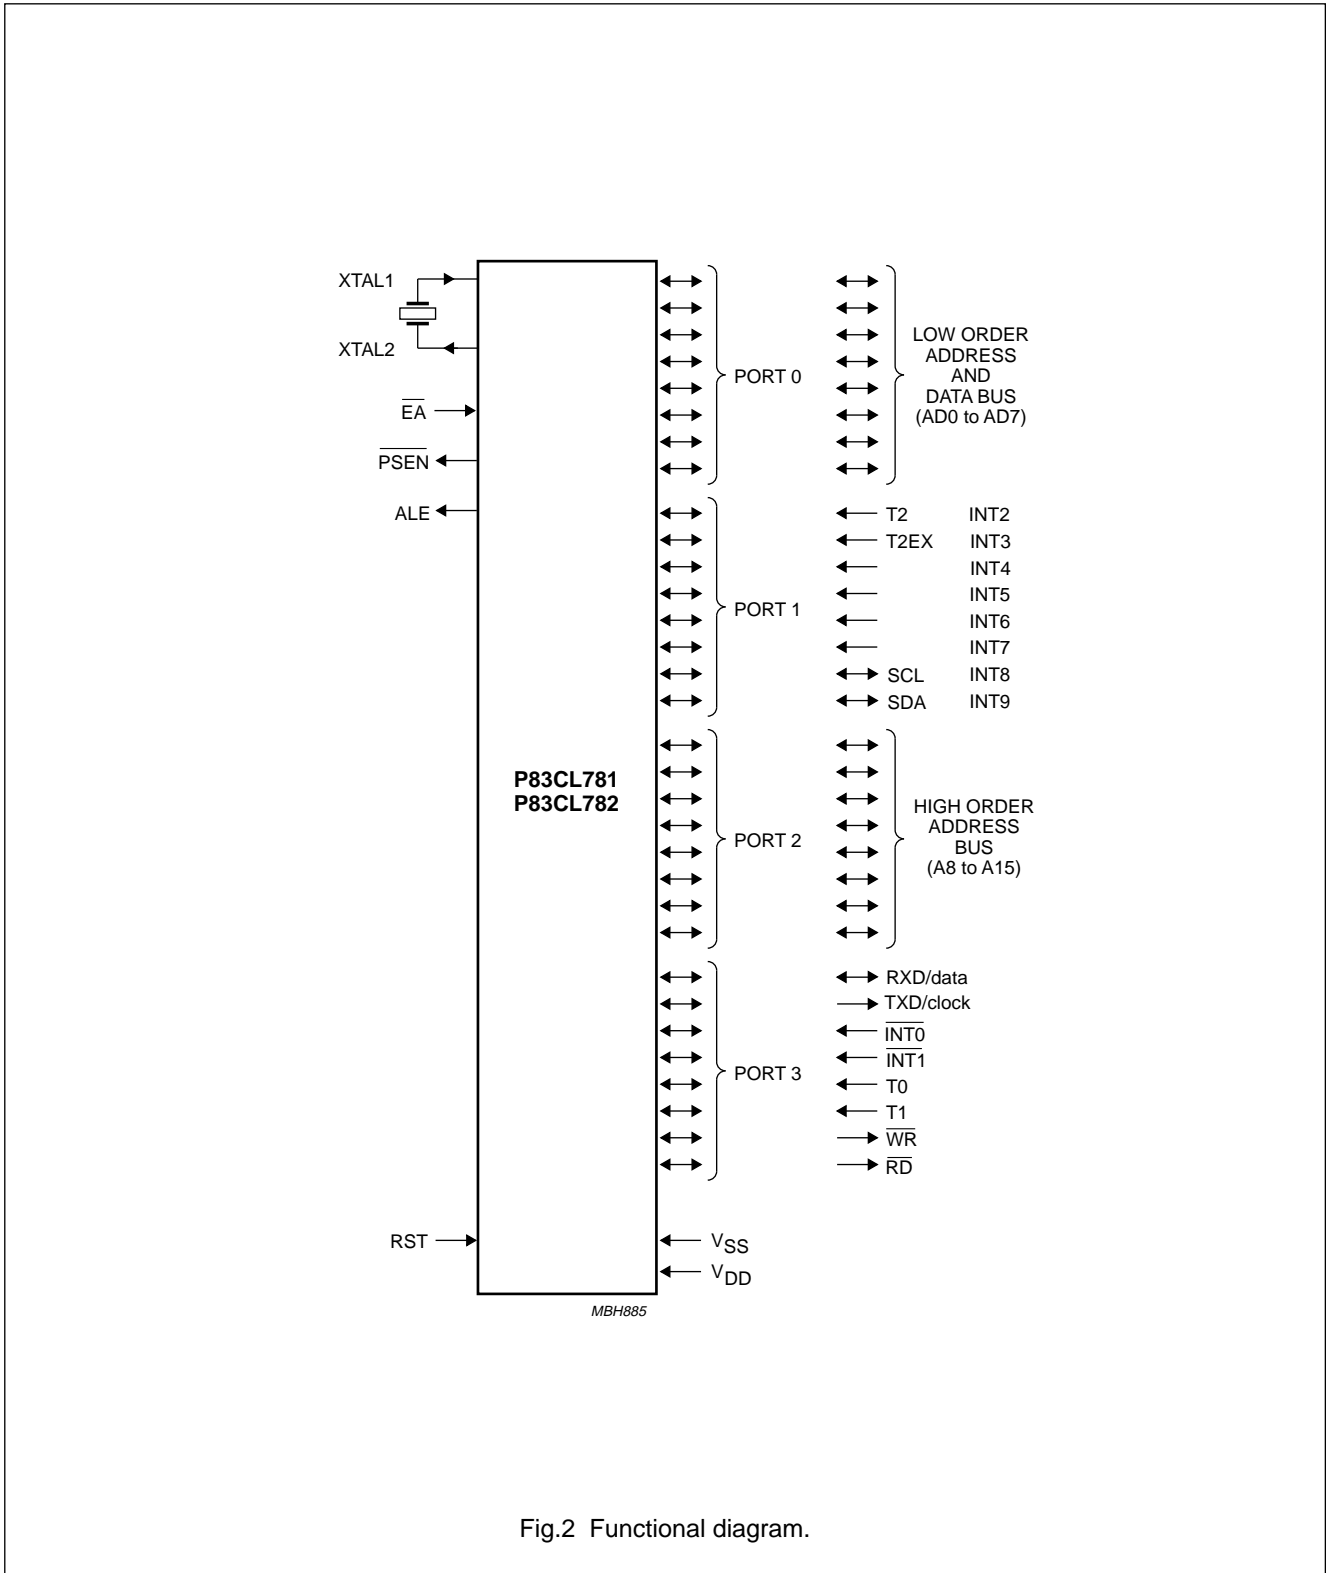 XTAL1
XTAL2
EA
PSEN
ALE
RST
P83CL781
P83CL782
PORT 0
LOW ORDER
ADDRESS
AND
DATA BUS
(AD0 to AD7)
PORT 1
T2 INT2
T2EX INT3
INT4
INT5
INT6
INT7
SCL INT8
SDA INT9
PORT 2
HIGH ORDER
ADDRESS
BUS
(A8 to A15)
PORT 3
RXD/data
TXD/clock
INT0
INT1
T0
T1
WR
RD
VSS
VDD
MBH885
Fig.2 Functional diagram.